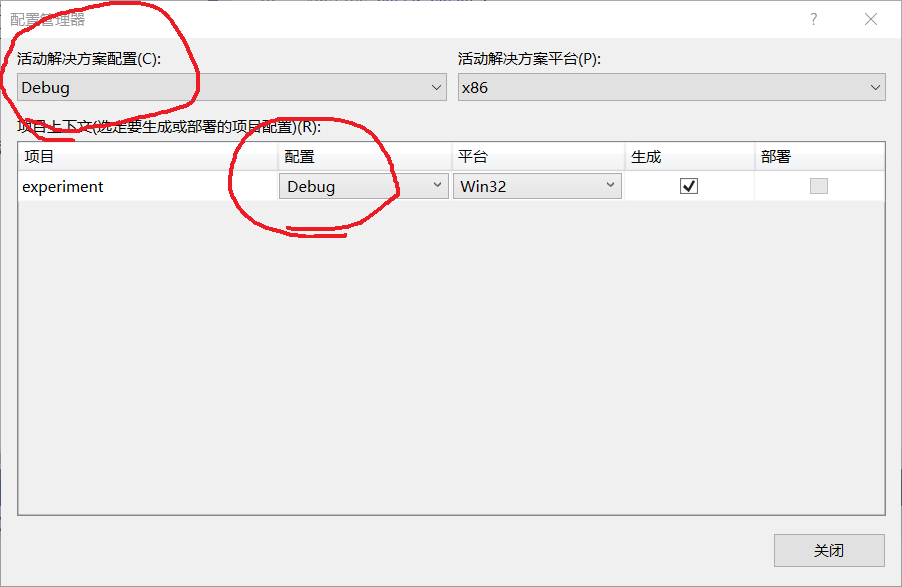 配置管理器
活动解决方案配置(C):
活动解决方案平台(P):
Debug
x86
项目上下文(选定要生成或部署的项目配置)(R):
项目 配置 平台 生成 部署
experiment Debug Win32
关闭